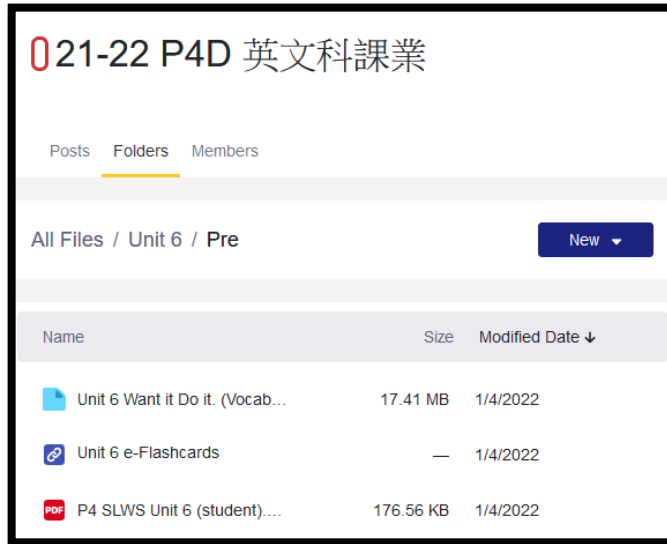 21-22 P4D 英文科課業
Posts Folders Members
All Files / Unit 6 / Pre
New
Name Size Modified Date ↓
Unit 6 Want it Do it. (Vocab... 17.41 MB 1/4/2022
Unit 6 e-Flashcards — 1/4/2022
PDF P4 SLWS Unit 6 (student).... 176.56 KB 1/4/2022